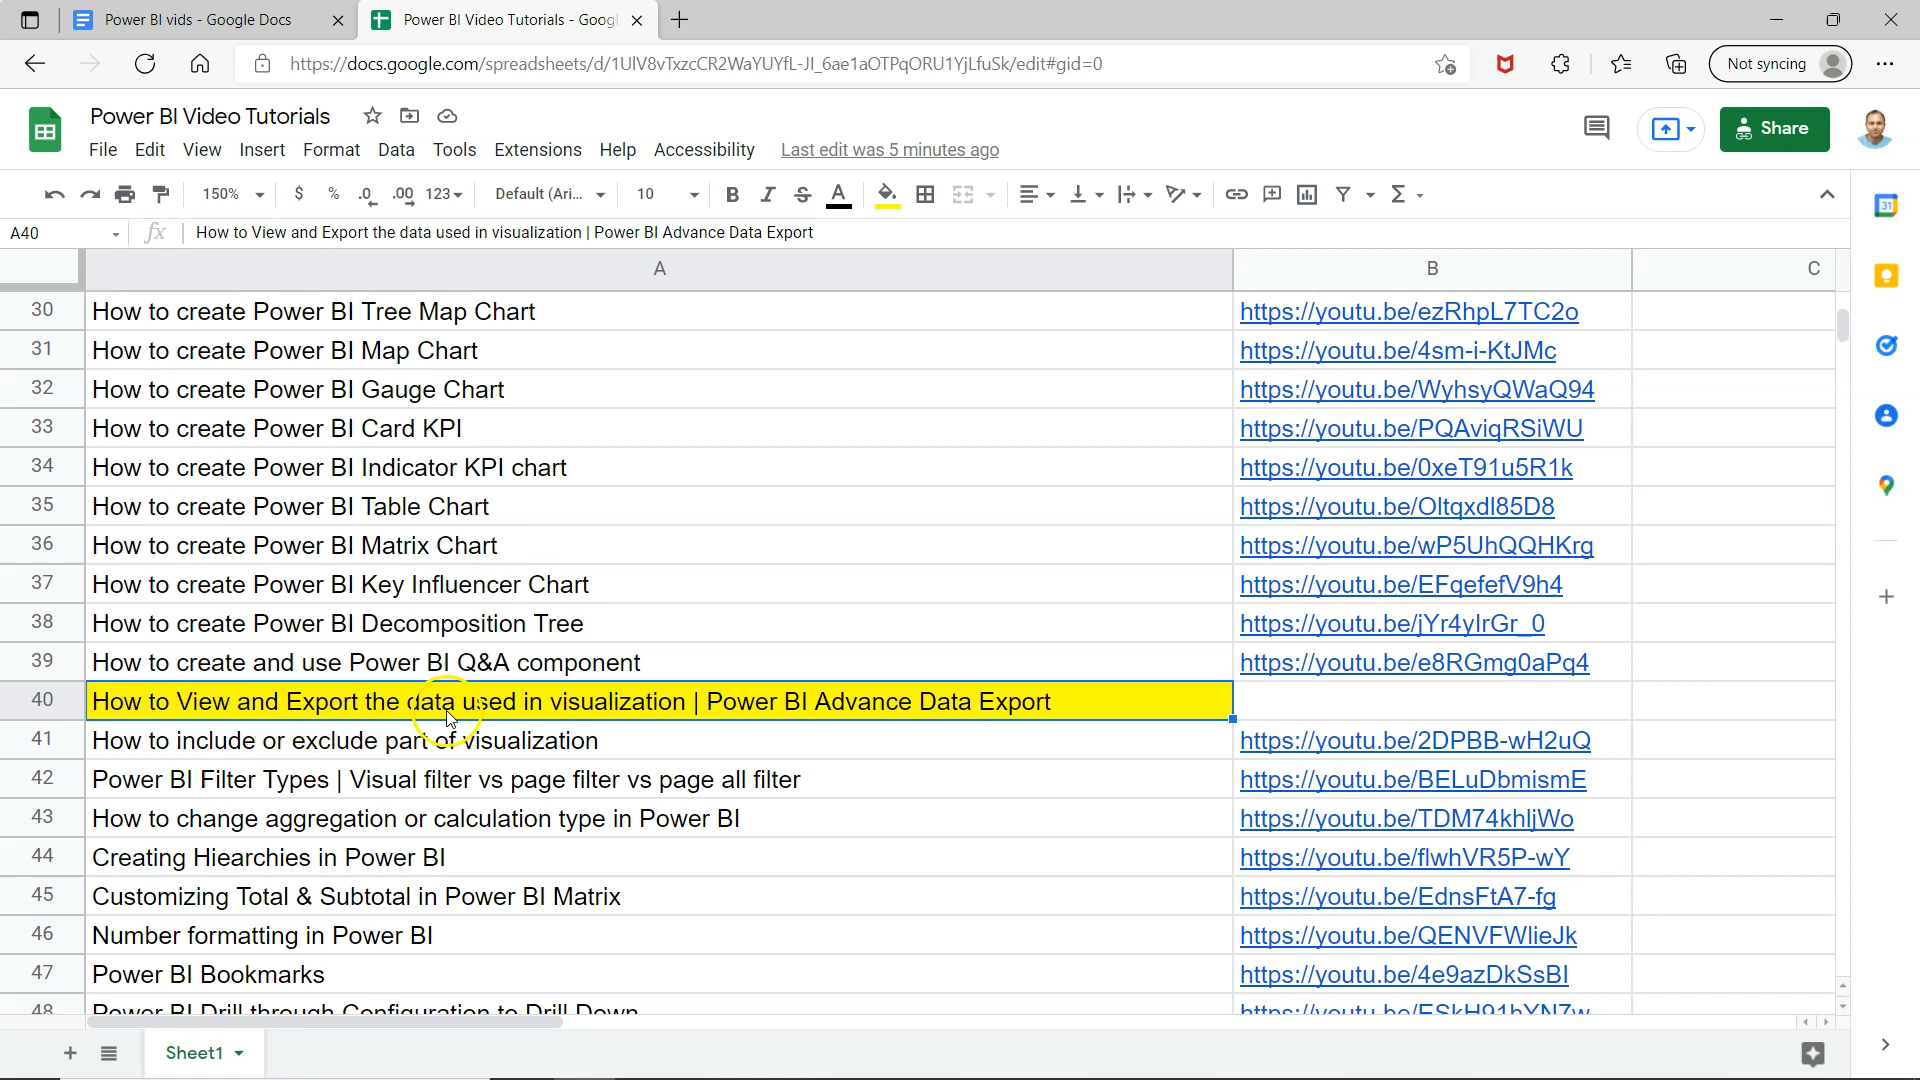 Power BI vids - Google Docs
Power BI Video Tutorials - Googl
https://docs.google.com/spreadsheets/d/1UlV8vTxzcCR2WaYUYfL-JI_6ae1aOTPqORU1YjLfuSk/edit#gid=0
Not syncing
Power BI Video Tutorials
File Edit View Insert Format Data Tools Extensions Help Accessibility Last edit was 5 minutes ago
Share
150% $ % .0 .00 123 Default (Ari... 10 B I S A
A40 fx How to View and Export the data used in visualization | Power BI Advance Data Export
A B C
30 How to create Power BI Tree Map Chart https://youtu.be/ezRhpL7TC2o
31 How to create Power BI Map Chart https://youtu.be/4sm-i-KtJMc
32 How to create Power BI Gauge Chart https://youtu.be/WyhsyQWaQ94
33 How to create Power BI Card KPI https://youtu.be/PQAviqRSiWU
34 How to create Power BI Indicator KPI chart https://youtu.be/0xeT91u5R1k
35 How to create Power BI Table Chart https://youtu.be/Oltqxdl85D8
36 How to create Power BI Matrix Chart https://youtu.be/wP5UhQQHKrg
37 How to create Power BI Key Influencer Chart https://youtu.be/EFqefefV9h4
38 How to create Power BI Decomposition Tree https://youtu.be/jYr4ylrGr_0
39 How to create and use Power BI Q&A component https://youtu.be/e8RGmg0aPq4
40 How to View and Export the data used in visualization | Power BI Advance Data Export
41 How to include or exclude part of visualization https://youtu.be/2DPBB-wH2uQ
42 Power BI Filter Types | Visual filter vs page filter vs page all filter https://youtu.be/BELuDbmismE
43 How to change aggregation or calculation type in Power BI https://youtu.be/TDM74khljWo
44 Creating Hiearchies in Power BI https://youtu.be/flwhVR5P-wY
45 Customizing Total & Subtotal in Power BI Matrix https://youtu.be/EdnsFtA7-fg
46 Number formatting in Power BI https://youtu.be/QENVFWlieJk
47 Power BI Bookmarks https://youtu.be/4e9azDkSsBI
48 Power BI Drill through Configuration to Drill Down https://youtu.be/ESkH91hYN7w
Sheet1